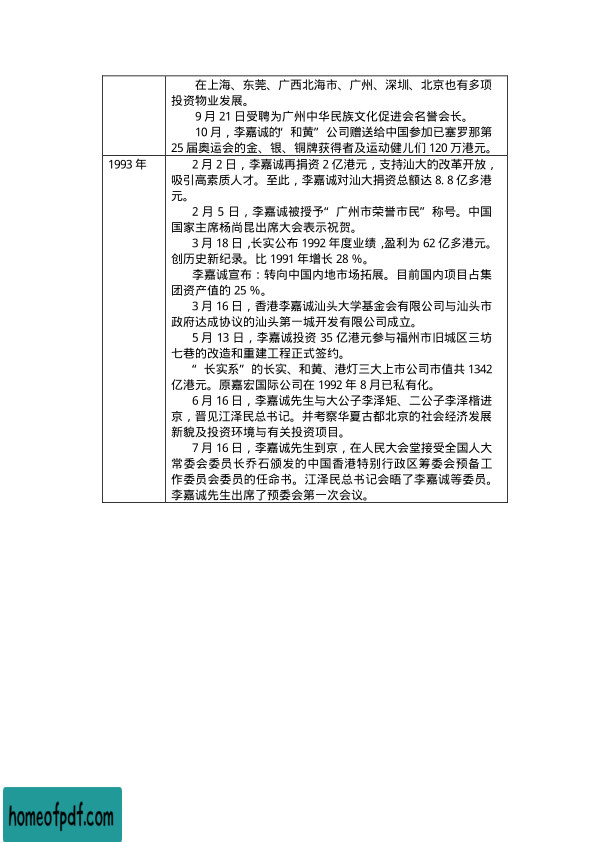 在上海、东莞、广西北海市、广州、深圳、北京也有多项
投资物业发展。
9 月 21 日受聘为广州中华民族文化促进会名誉会长。
10 月，李嘉诚的“和黄”公司赠送给中国参加已塞罗那第
25 届奥运会的金、银、铜牌获得者及运动健儿们 120 万港元。
1993 年
2 月 2 日，李嘉诚再捐资 2 亿港元，支持汕大的改革开放，
吸引高素质人才。至此，李嘉诚对汕大捐资总额达 8. 8 亿多港
元。
2 月 5 日，李嘉诚被授予“广州市荣誉市民”称号。中国
国家主席杨尚昆出席大会表示祝贺。
3 月 18 日,长实公布 1992 年度业绩,盈利为 62 亿多港元。
创历史新纪录。比 1991 年增长 28 %。
李嘉诚宣布：转向中国内地市场拓展。目前国内项目占集
团资产值的 25 %。
3 月 16 日，香港李嘉诚汕头大学基金会有限公司与汕头市
政府达成协议的汕头第一城开发有限公司成立。
5 月 13 日，李嘉诚投资 35 亿港元参与福州市旧城区三坊
七巷的改造和重建工程正式签约。
“长实系”的长实、和黄、港灯三大上市公司市值共 1342
亿港元。原嘉宏国际公司在 1992 年 8 月已私有化。
6 月 16 日，李嘉诚先生与大公子李泽矩、二公子李泽楷进
京，晋见江泽民总书记。并考察华夏古都北京的社会经济发展
新貌及投资环境与有关投资项目。
7 月 16 日，李嘉诚先生到京，在人民大会堂接受全国人大
常委会委员长乔石颁发的中国香港特别行政区筹委会预备工
作委员会委员的任命书。江泽民总书记会晤了李嘉诚等委员。
李嘉诚先生出席了预委会第一次会议。
homeofpdf.com